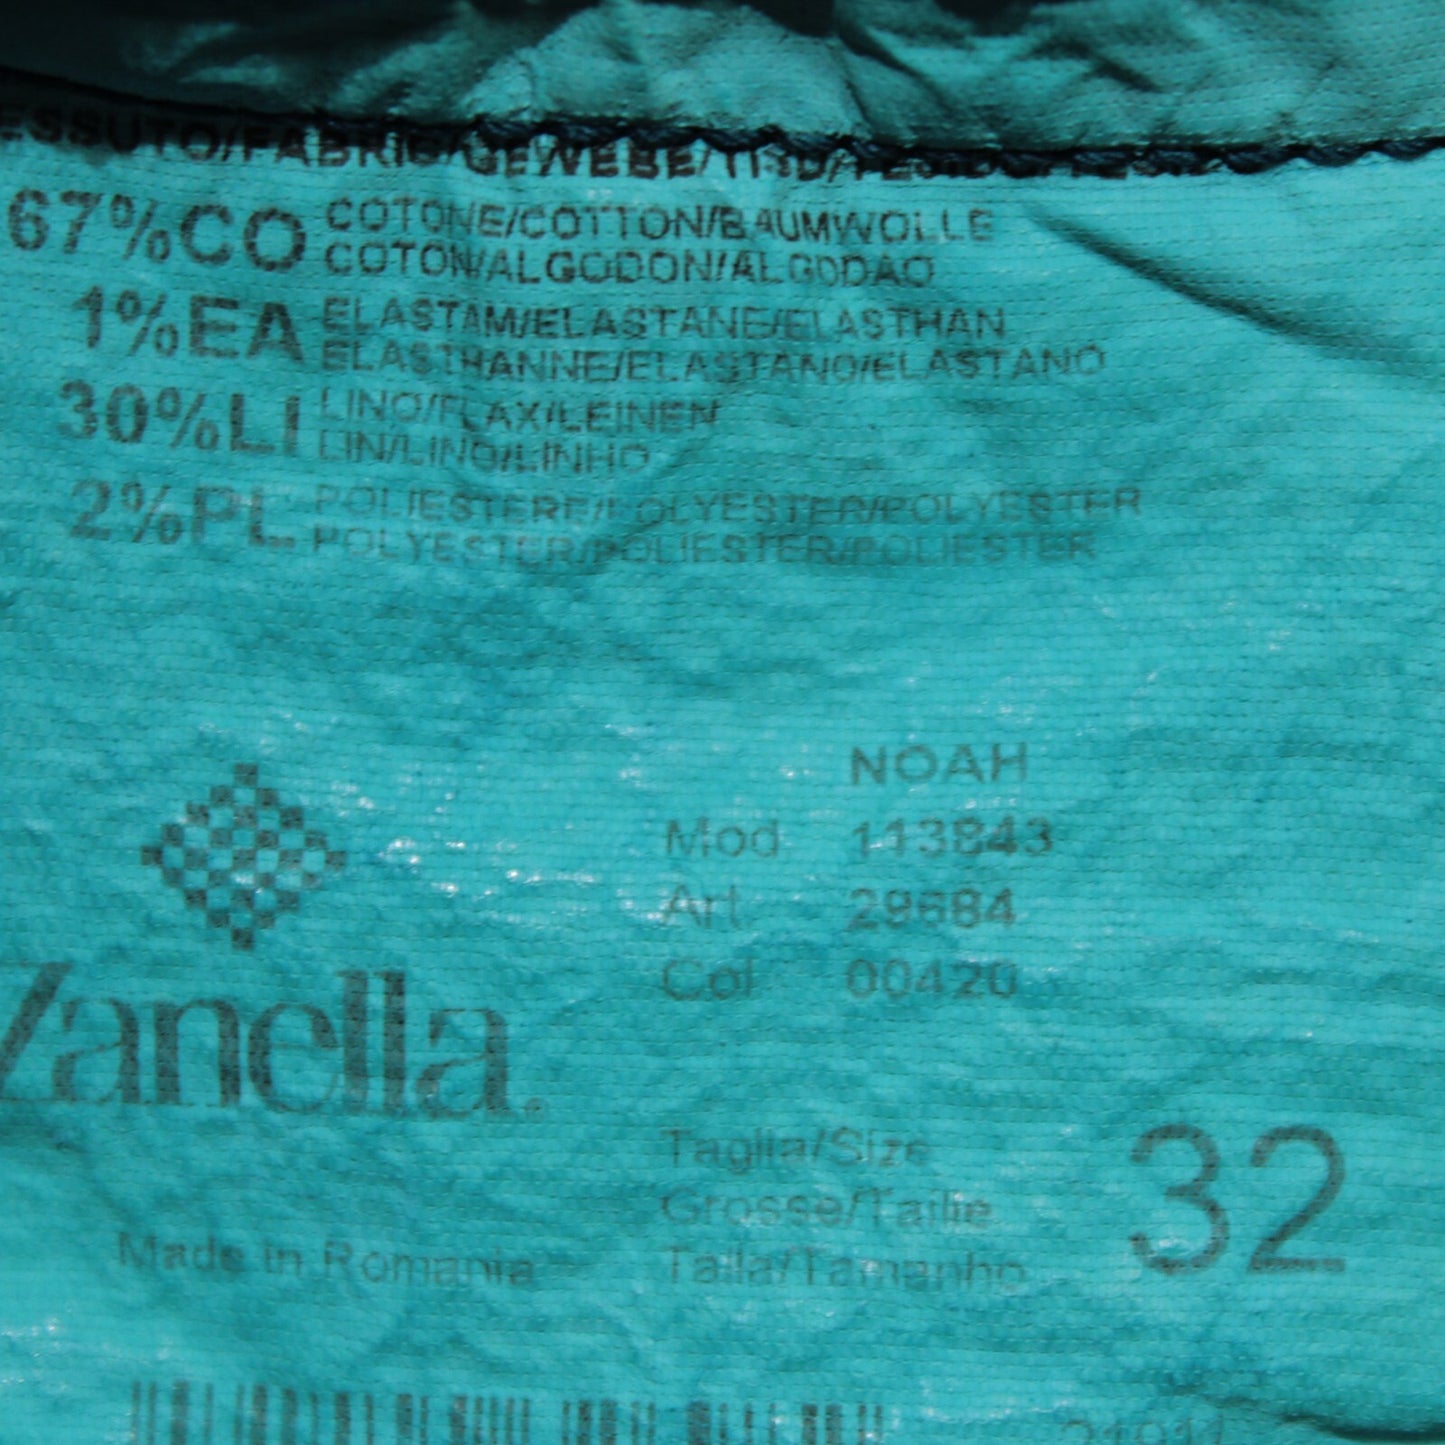 67%CO COTONE/COTTON/BAUMWOLLE
COTON/ALGODON/ALGODAO
1%EA ELASTAM/ELASTANE/ELASTHAN
ELASTHANNE/ELASTANO/ELASTANO
30%LI LINO/FLAX/LEINEN
LIN/LINO/LINHO
2%PL POLIESTERE/POLYESTER/POLYESTER
POLYESTER/POLIESTER/POLIESTER
NOAH
Mod 113843
Art 29684
Col 00420
Zanella
Taglia/Size
Grosse/Taille
Talla/Tamanho
32
Made in Romania